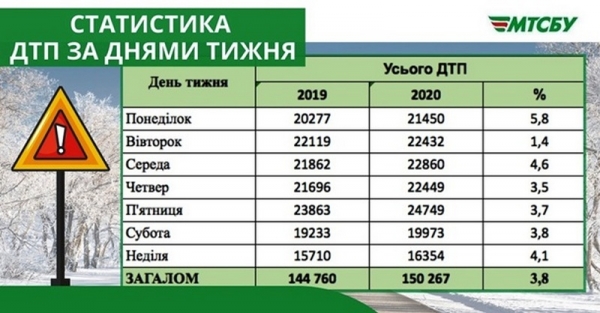 СТАТИСТИКА
ДТП ЗА ДНЯМИ ТИЖНЯ
МТСБУ
День тижня Усього ДТП
2019 2020 %
Понеділок 20277 21450 5,8
Вівторок 22119 22432 1,4
Середа 21862 22860 4,6
Четвер 21696 22449 3,5
П'ятниця 23863 24749 3,7
Субота 19233 19973 3,8
Неділя 15710 16354 4,1
ЗАГАЛОМ 144 760 150 267 3,8